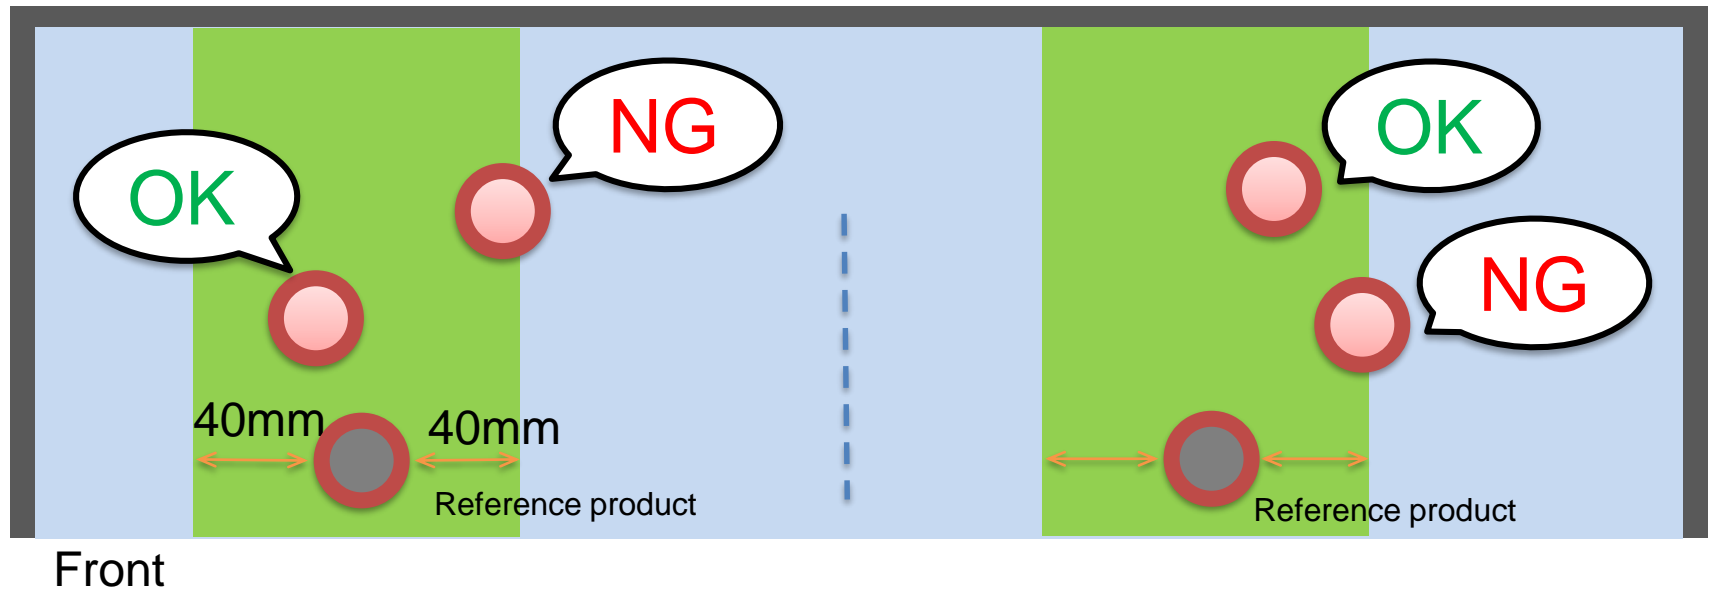 NG
OK
OK
NG
40mm
40mm
Reference product
Reference product
Front